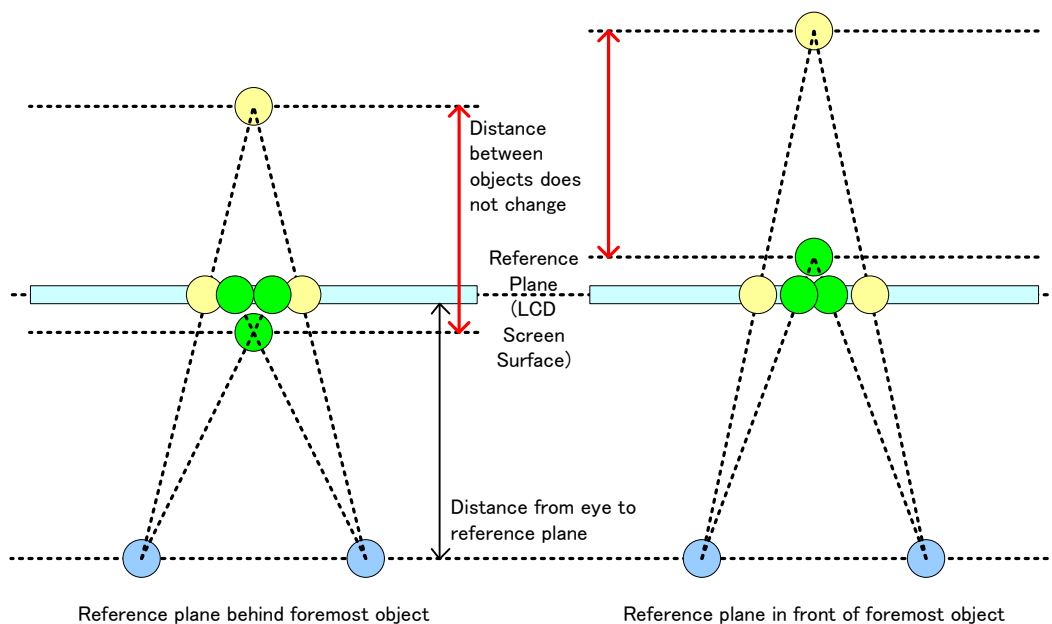 Distance
between
objects does
not change
Reference
Plane
(LCD
Screen
Surface)
Distance from eye to
reference plane
Reference plane behind foremost object
Reference plane in front of foremost object